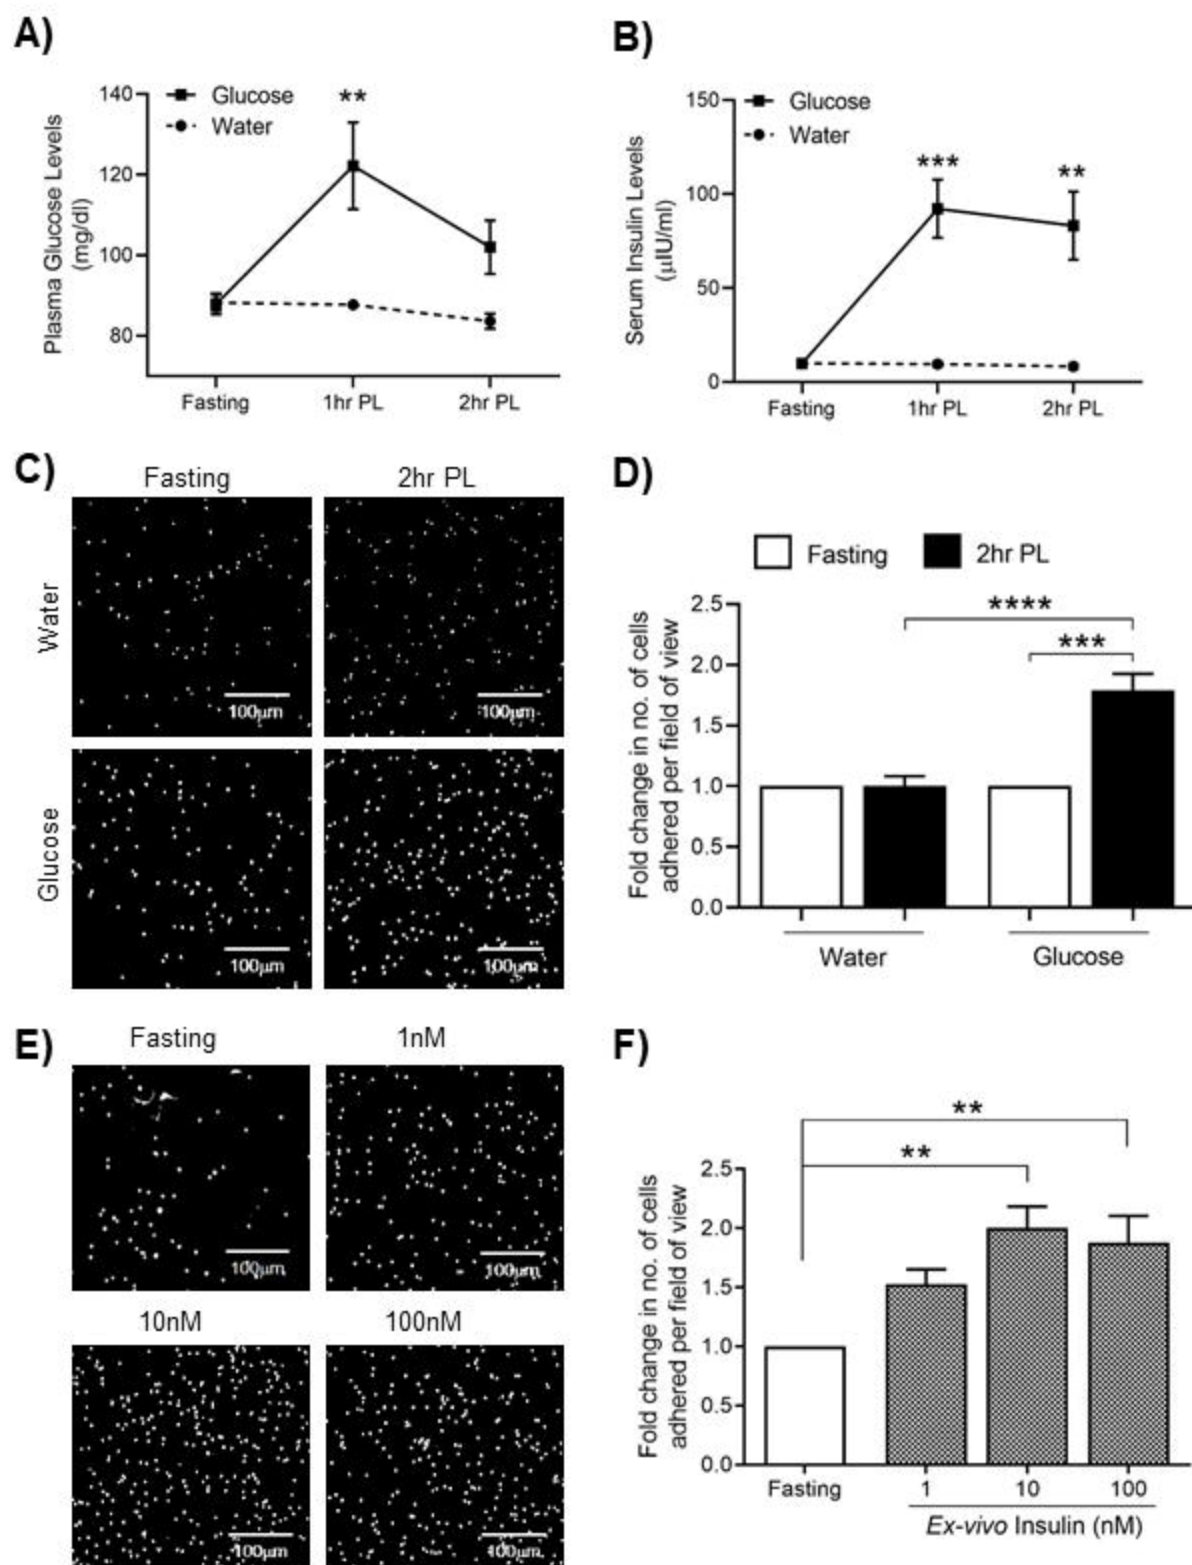 A)
Plasma Glucose Levels
(mg/dl)
140
120
100
80
Glucose
Water
**
Fasting
1hr PL
2hr PL
B)
Serum Insulin Levels
(µIU/ml)
150
100
50
0
Glucose
Water
***
**
Fasting
1hr PL
2hr PL
C)
Fasting
2hr PL
Water
100µm
100µm
Glucose
100µm
100µm
D)
Fasting
2hr PL
Fold change in no. of cells
adhered per field of view
2.5
2.0
1.5
1.0
0.5
0.0
****
***
Water
Glucose
E)
Fasting
1nM
100µm
100µm
10nM
100nM
100µm
100µm
F)
Fold change in no. of cells
adhered per field of view
2.5
2.0
1.5
1.0
0.5
0.0
**
**
Fasting
1
10
100
Ex-vivo Insulin (nM)